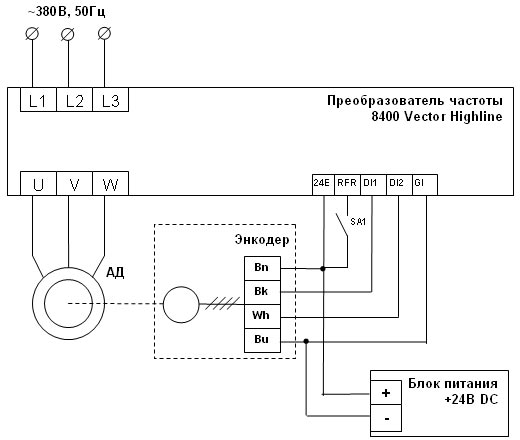 ~380В, 50Гц
L1 L2 L3
Преобразователь частоты
8400 Vector Highline
U V W
24E RFR DI1 DI2 GI
SA1
Энкодер
АД
Bn
Bk
Wh
Bu
Блок питания
+24В DC
+
-